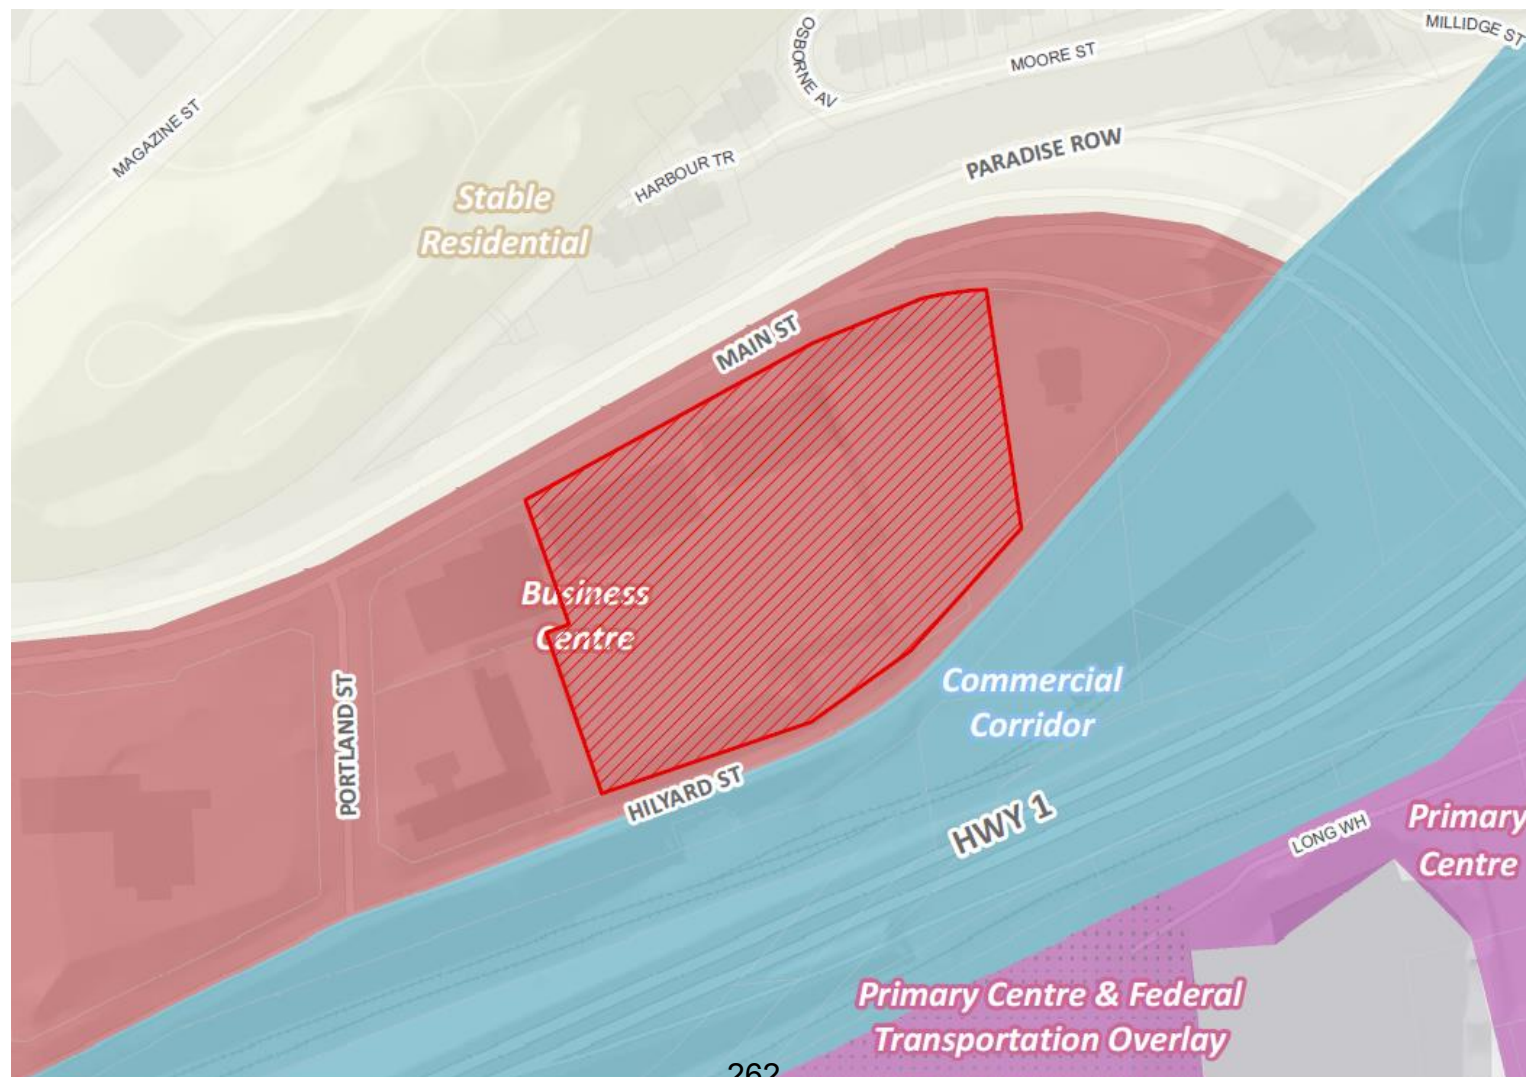 MILLIDGE ST
OSBORNE AV
MOORE ST
MAGAZINE ST
PARADISE ROW
HARBOUR TR
Stable
Residential
MAIN ST
Business
Centre
PORTLAND ST
Commercial
Corridor
HILYARD ST
HWY 1
LONG WH
Primary
Centre
Primary Centre & Federal
Transportation Overlay
262